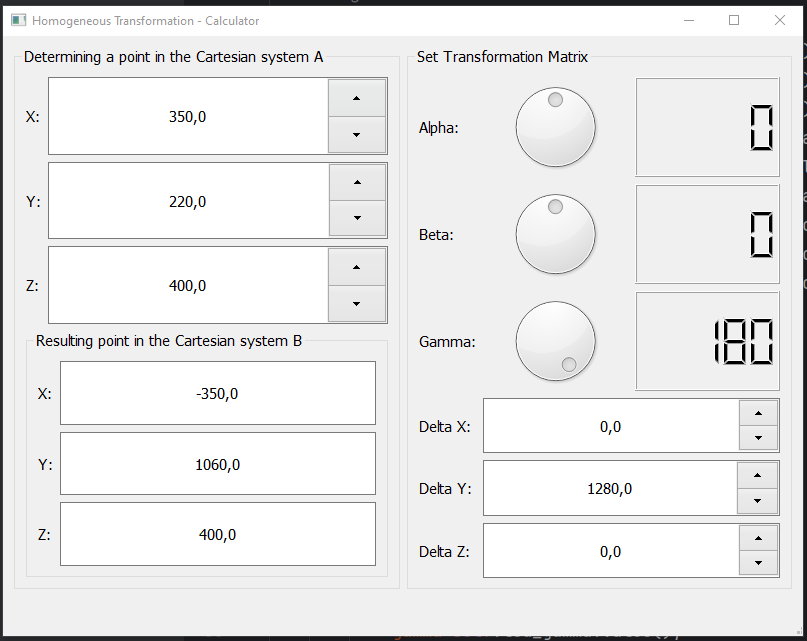 Homogeneous Transformation - Calculator
Determining a point in the Cartesian system A
X: 350,0
Y: 220,0
Z: 400,0
Resulting point in the Cartesian system B
X: -350,0
Y: 1060,0
Z: 400,0
Set Transformation Matrix
Alpha: 0
Beta: 0
Gamma: 180
Delta X: 0,0
Delta Y: 1280,0
Delta Z: 0,0